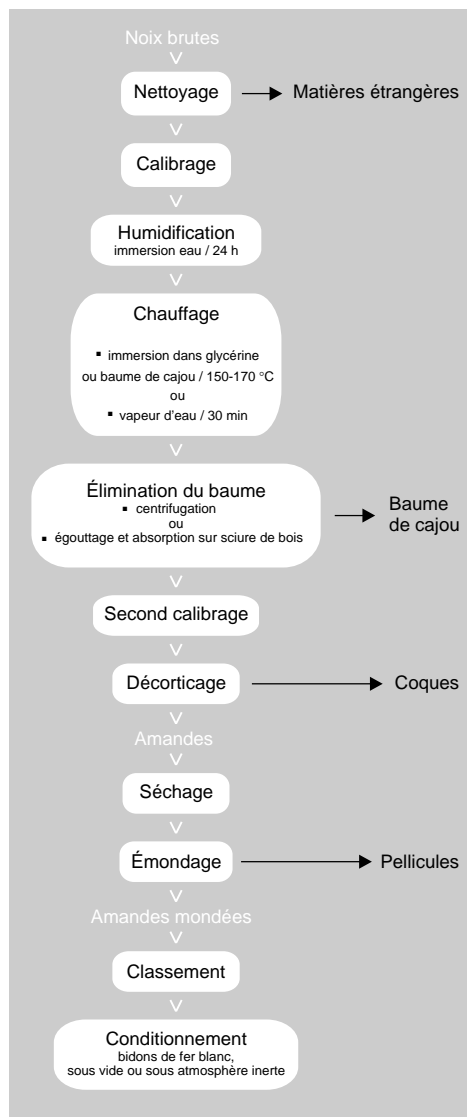 Noix brutes
Nettoyage
Matières étrangères
Calibrage
Humidification
immersion eau / 24 h
Chauffage
▪ immersion dans glycérine
ou baume de cajou / 150-170 °C
ou
▪ vapeur d'eau / 30 min
Élimination du baume
▪ centrifugation
ou
▪ égouttage et absorption sur sciure de bois
Baume
de cajou
Second calibrage
Décorticage
Coques
Amandes
Séchage
Émondage
Pellicules
Amandes mondées
Classement
Conditionnement
bidons de fer blanc,
sous vide ou sous atmosphère inerte